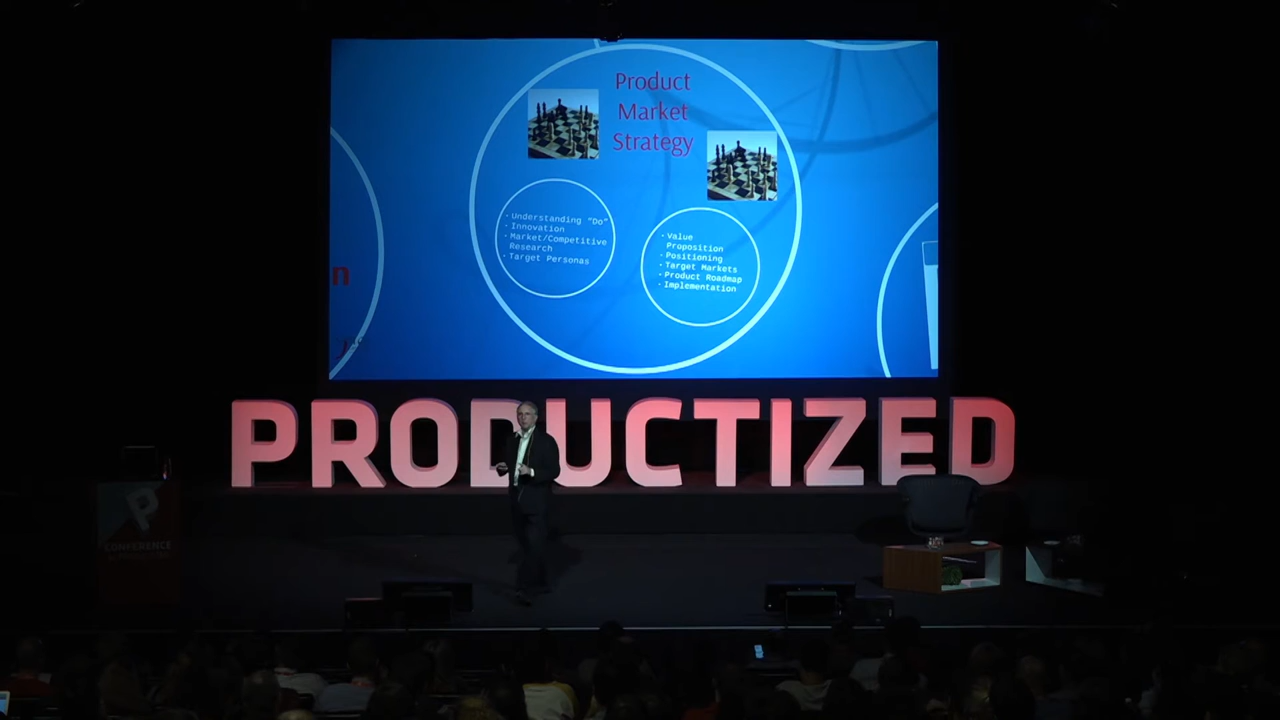 Product
Market
Strategy
· Understanding "Do"
· Innovation
· Market/Competitive
Research
· Target Personas
· Value
Proposition
· Positioning
· Target Markets
· Product Roadmap
· Implementation
n
PRODUCTIZED
P
CONFERENCE